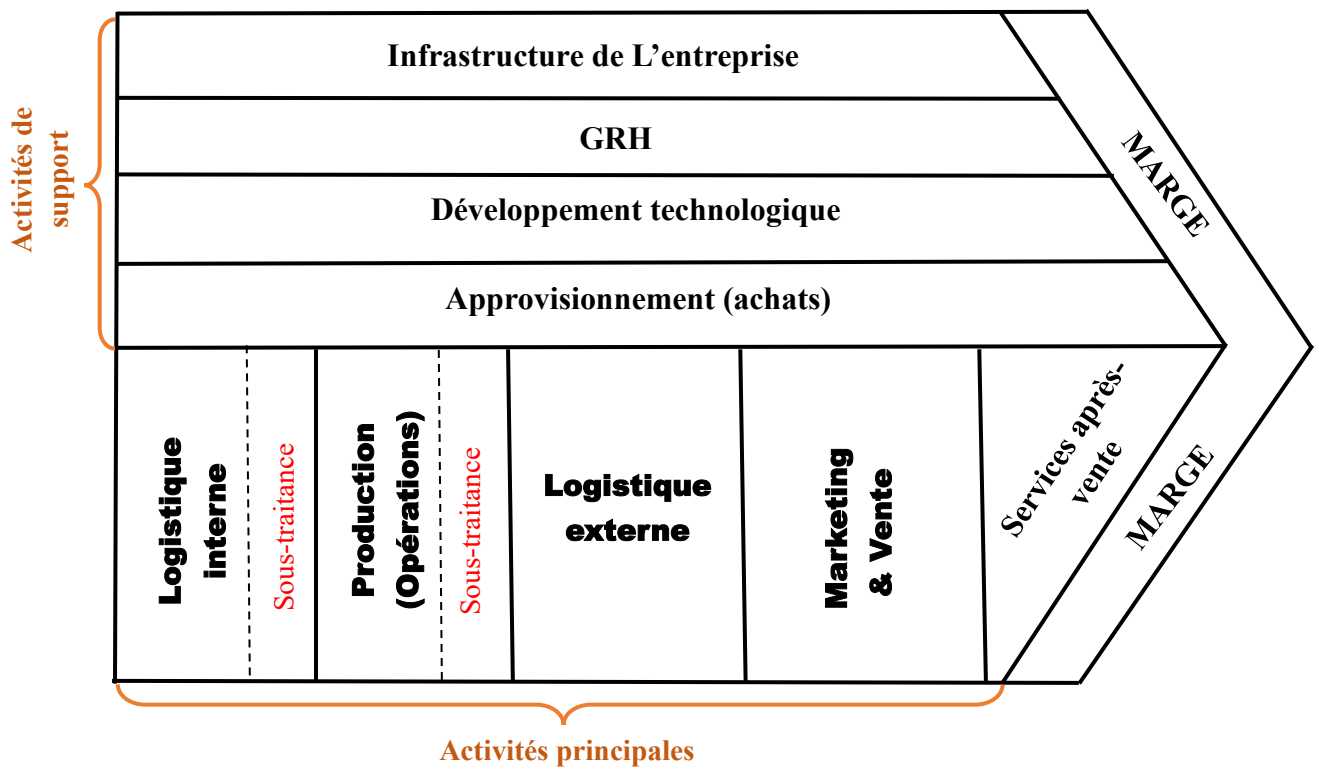 Activités de
support
Infrastructure de L’entreprise
GRH
Développement technologique
Approvisionnement (achats)
MARGE
Logistique
interne
Sous-traitance
Production
(Opérations)
Sous-traitance
Logistique
externe
Marketing
& Vente
Services après-
vente
MARGE
Activités principales